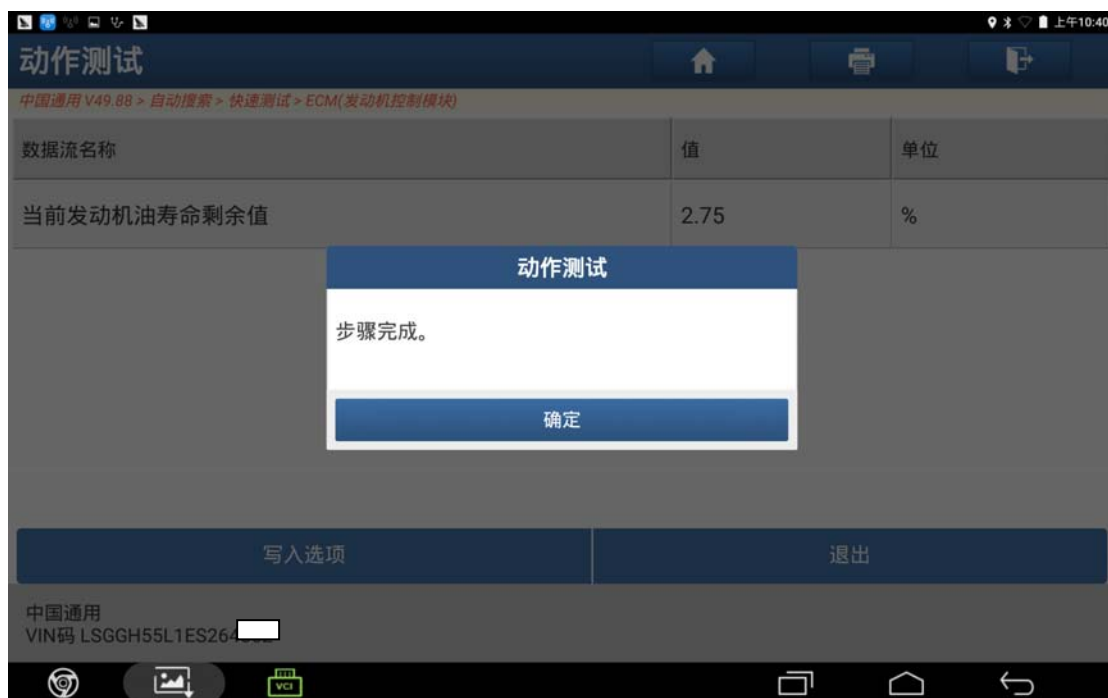 上午10:40
动作测试
中国通用 V49.88 > 自动搜索 > 快速测试 > ECM(发动机控制模块)
数据流名称 值 单位
当前发动机油寿命剩余值 2.75 %
动作测试
步骤完成。
确定
写入选项 退出
中国通用
VIN码 LSGGH55L1ES264
VCI